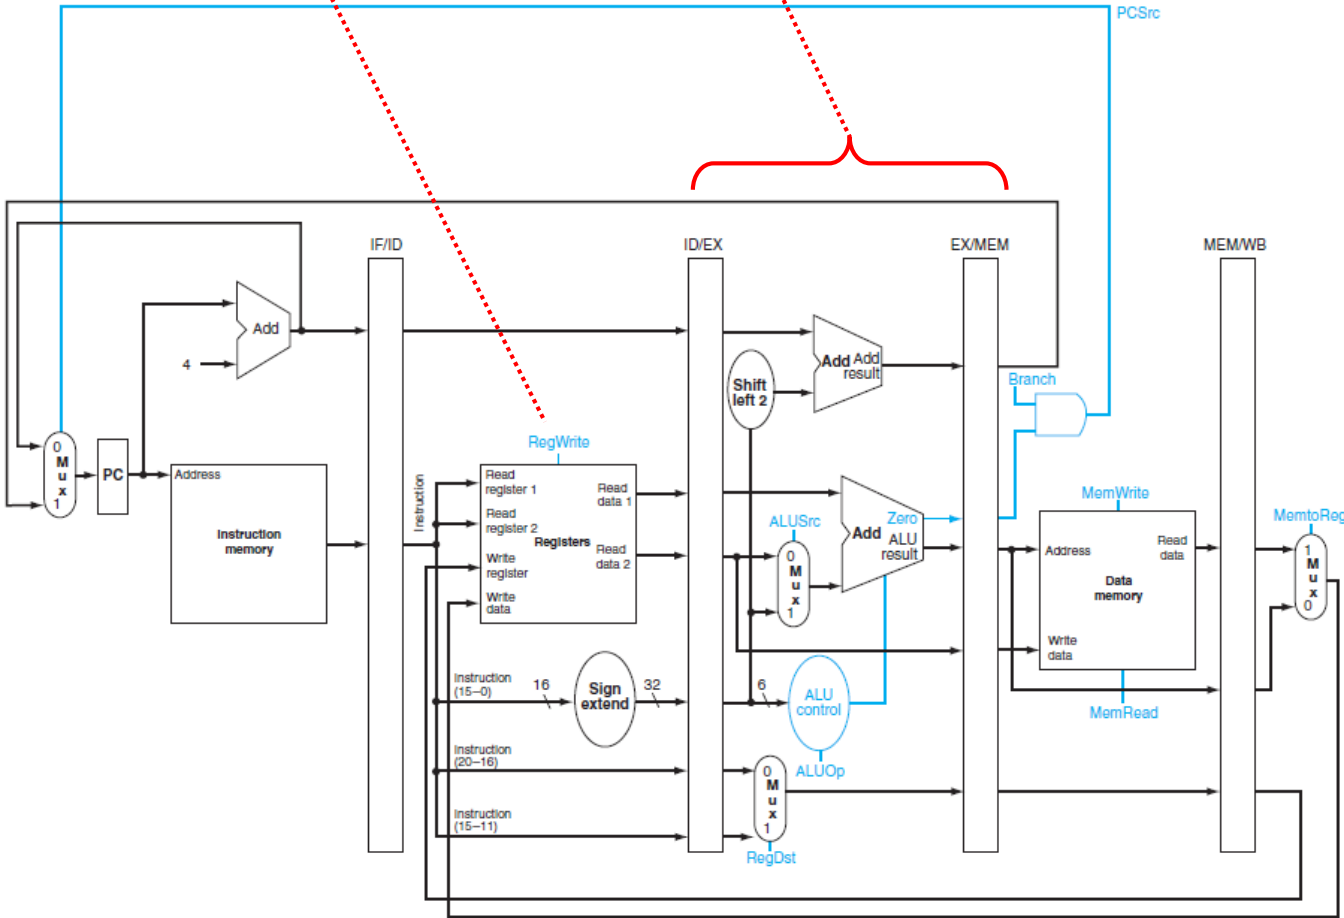 PCSrc
IF/ID
ID/EX
EX/MEM
MEM/WB
Add
4
Add Add
result
Shift
left 2
Branch
RegWrite
0
M
u
x
1
PC
Address
Instruction
memory
Instruction
Read
register 1
Read
data 1
Read
register 2
Registers
Read
data 2
Write
register
Write
data
ALUSrc
0
M
u
x
1
Zero
Add
ALU
result
MemWrite
Address
Read
data
Data
memory
Write
data
MemRead
MemtoReg
1
M
u
x
0
Instruction
(15–0)
16
Sign
extend
32
6
ALU
control
ALUOp
Instruction
(20–16)
0
M
u
x
1
Instruction
(15–11)
RegDst